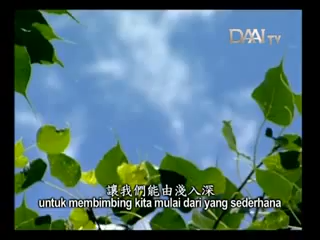 DAAI TV
讓我們能由淺入深
untuk membimbing kita mulai dari yang sederhana